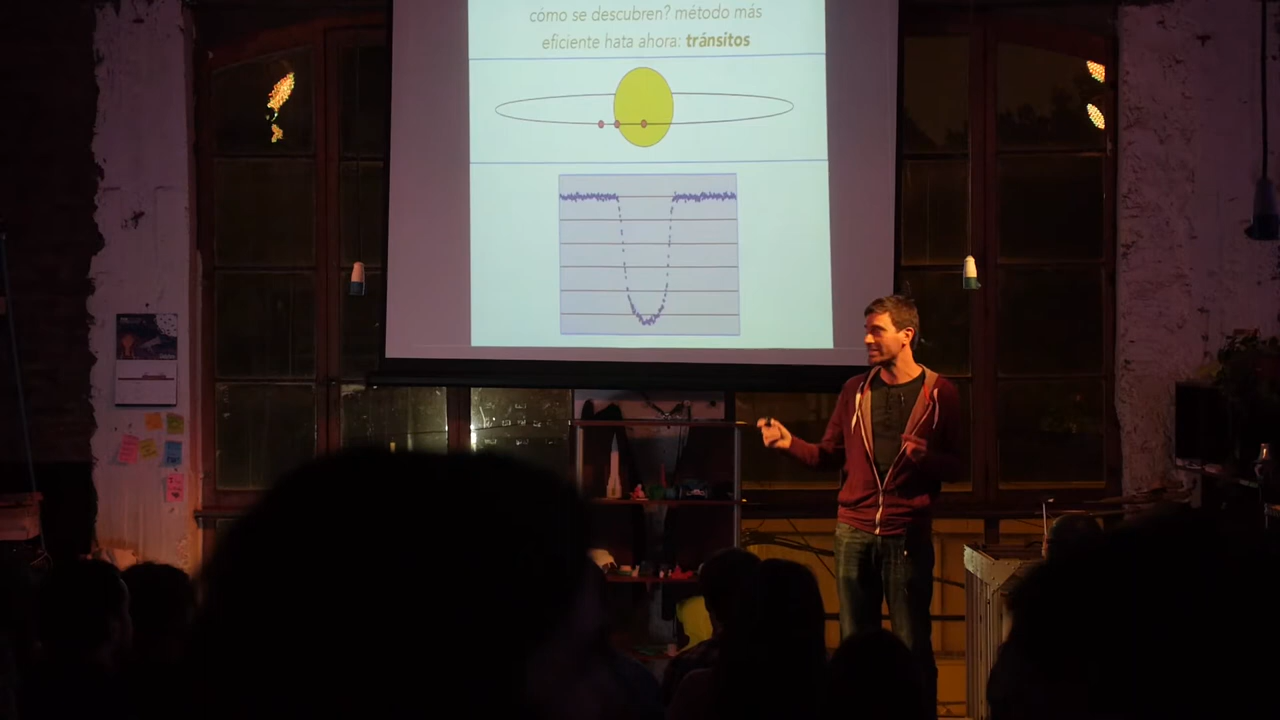 cómo se descubren? método más
eficiente hata ahora: tránsitos